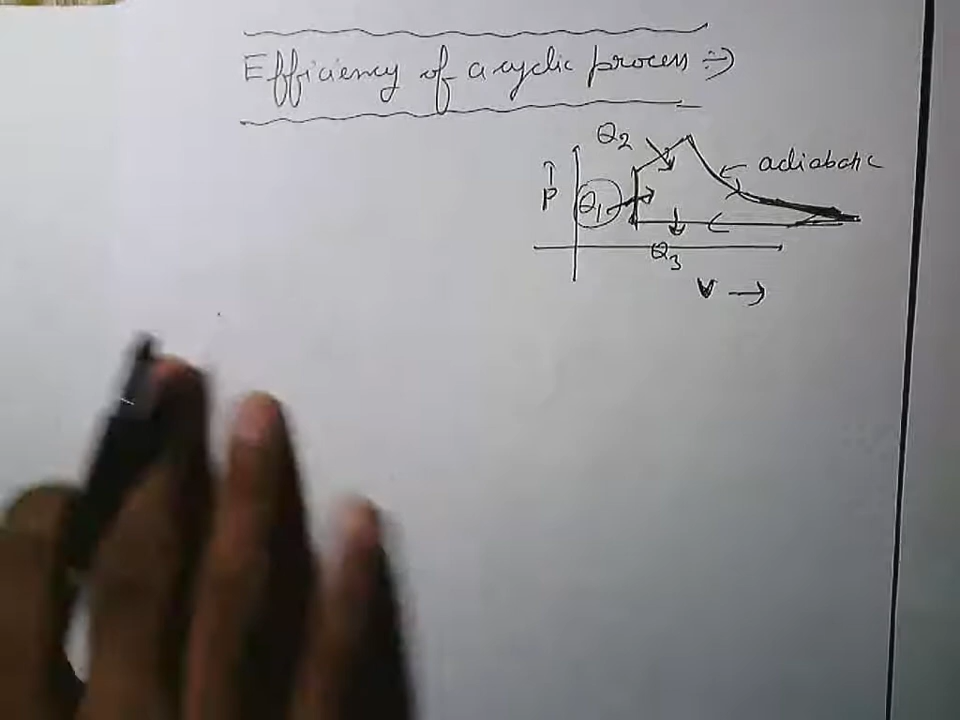 Efficiency of a cyclic process :→
Q2
adiabatic
↑
P
Q1
Q3
V →